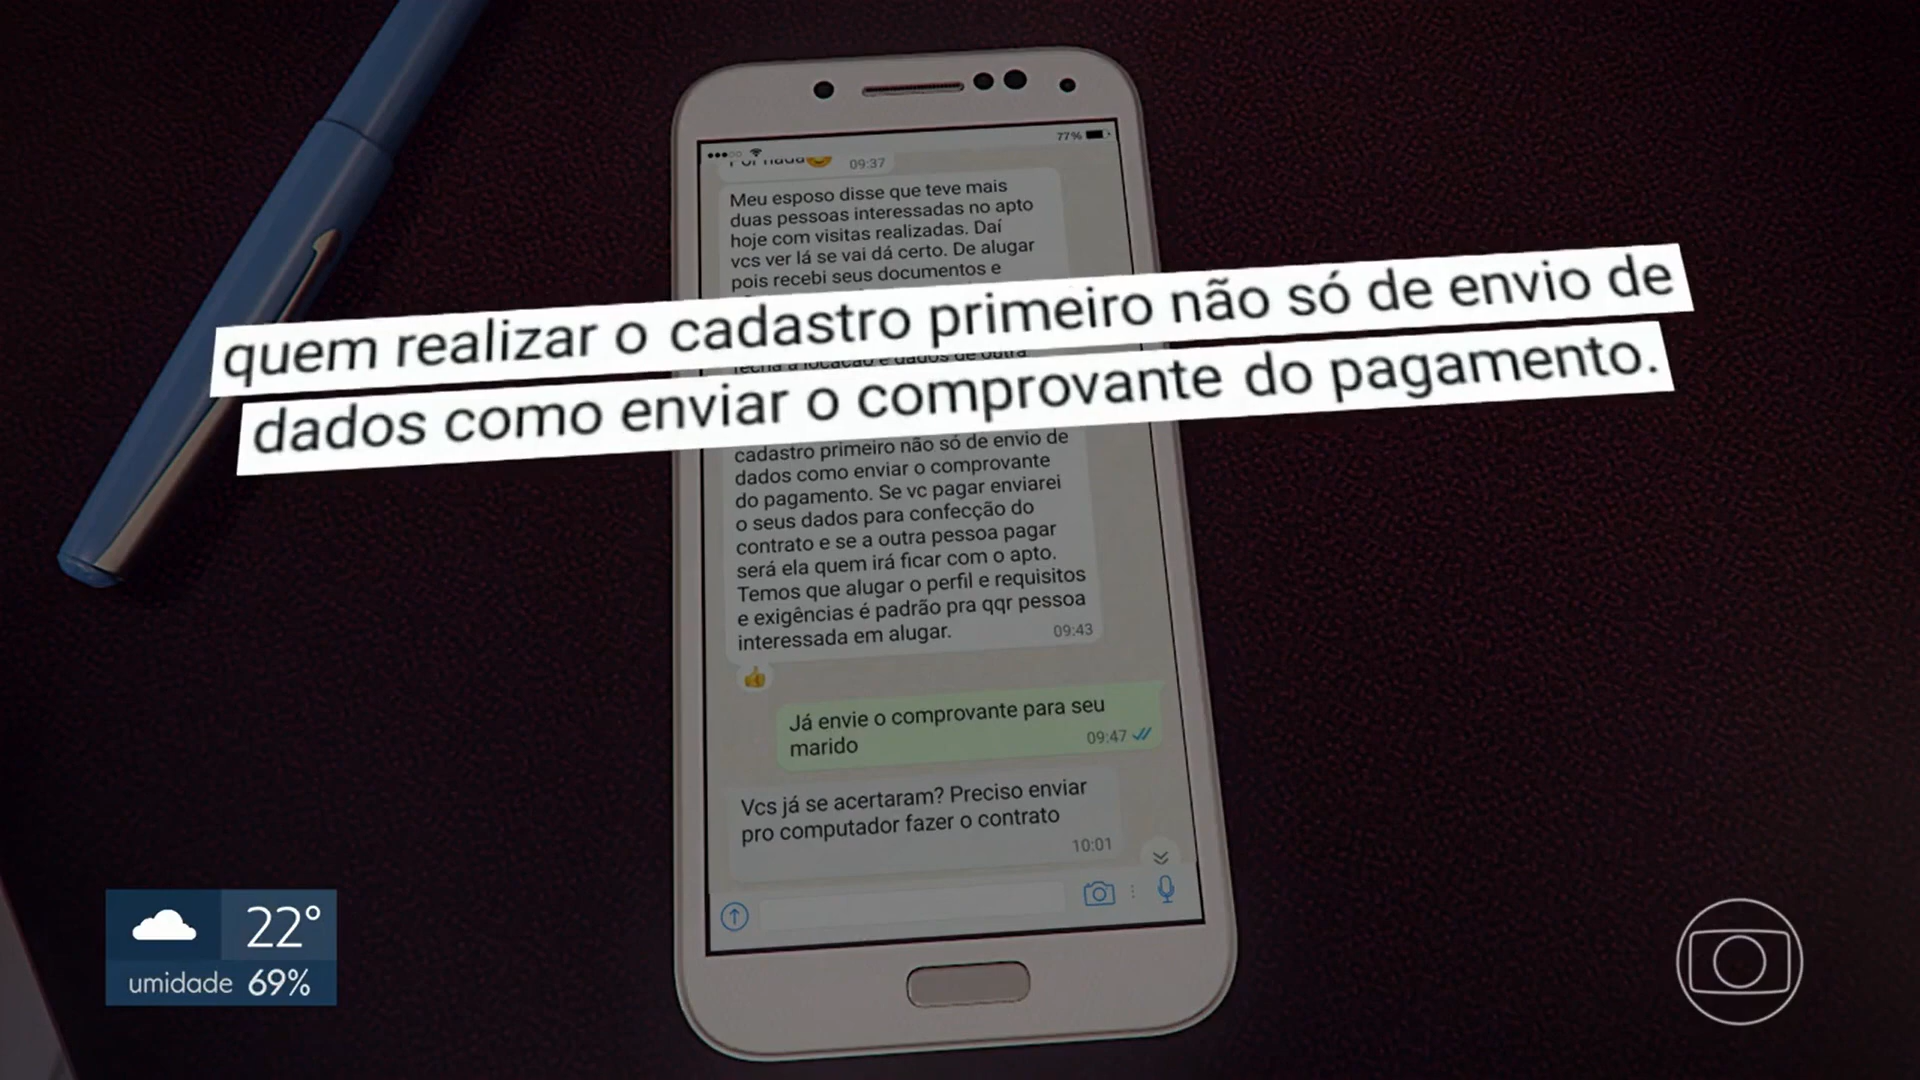 77%
09:37
Meu esposo disse que teve mais
duas pessoas interessadas no apto
hoje com visitas realizadas. Daí
vcs ver lá se vai dá certo. De alugar
pois recebi seus documentos e
quem realizar o cadastro primeiro não só de envio de
fecha a locação e dados de outra
dados como enviar o comprovante do pagamento.
cadastro primeiro não só de envio de
dados como enviar o comprovante
do pagamento. Se vc pagar enviarei
o seus dados para confecção do
contrato e se a outra pessoa pagar
será ela quem irá ficar com o apto.
Temos que alugar o perfil e requisitos
e exigências é padrão pra qqr pessoa
interessada em alugar.
09:43
Já envie o comprovante para seu
marido
09:47
Vcs já se acertaram? Preciso enviar
pro computador fazer o contrato
10:01
22°
umidade 69%